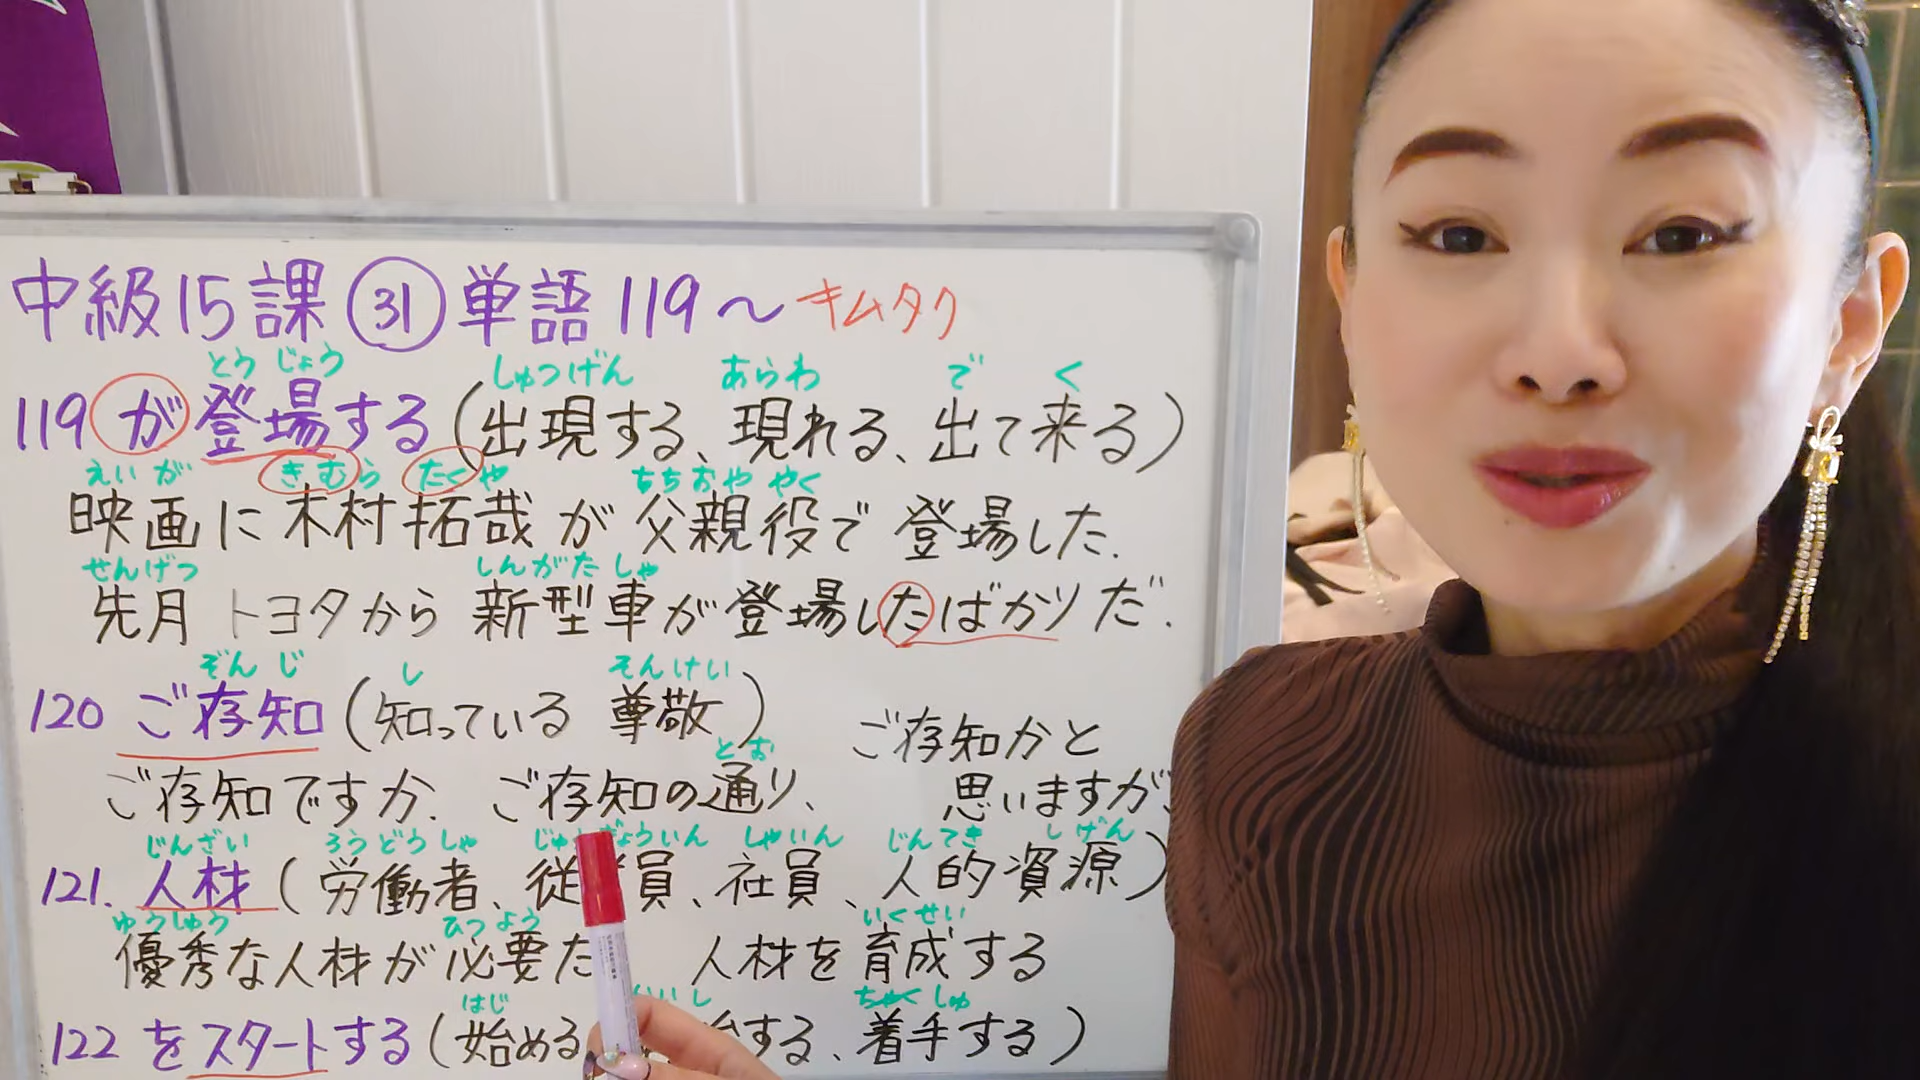 中級15課 ㉛ 単語119〜 キムタク
とうじょう しゅつげん あらわ で く
119 が登場する(出現する、現れる、出て来る)
えいが きむら たくや ちちおや やく
映画に木村拓哉が父親役で登場した.
せんげつ しんがたしゃ
先月トヨタから新型車が登場したばかりだ.
ぞんじ し そんけい
120 ご存知(知っている 尊敬)
とお
ご存知ですか. ご存知の通り、
ご存知かと
思いますが、
じんざい ろうどうしゃ しゃいん じんてき しげん
121. 人材(労働者、従 員、社員、人的資源)
ゆうしゅう ひつよう いくせい
優秀な人材が必要だ 人材を育成する
はじ ちゃくしゅ
122 をスタートする(始める する、着手する)